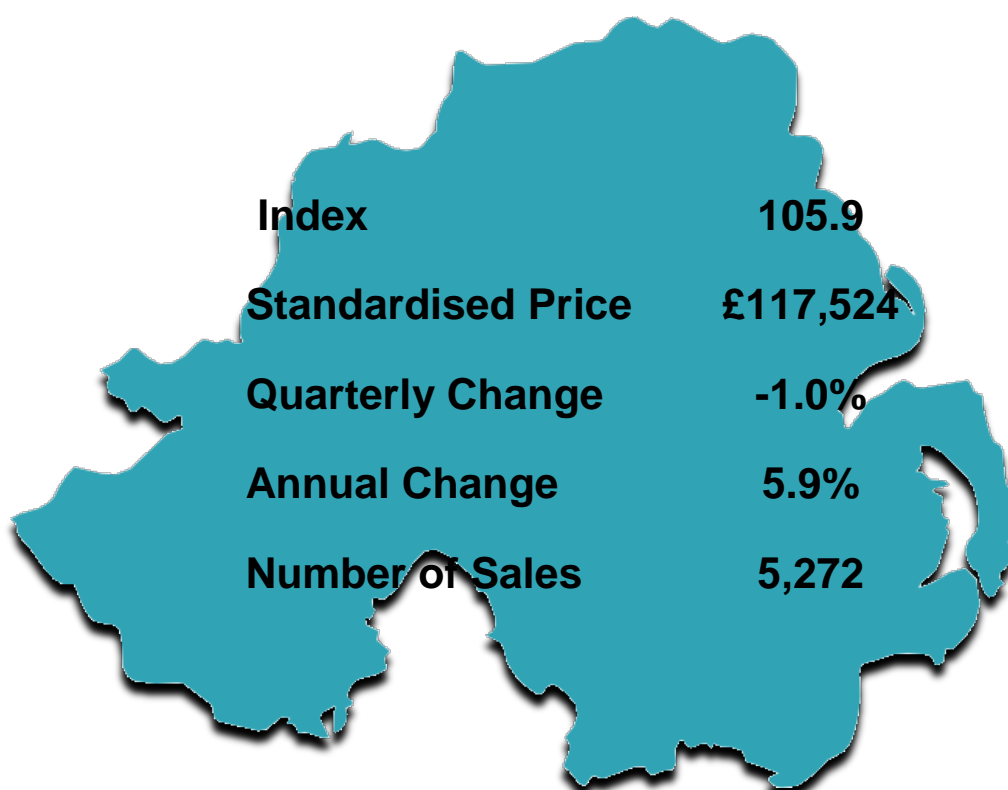 Index 105.9
Standardised Price £117,524
Quarterly Change -1.0%
Annual Change 5.9%
Number of Sales 5,272